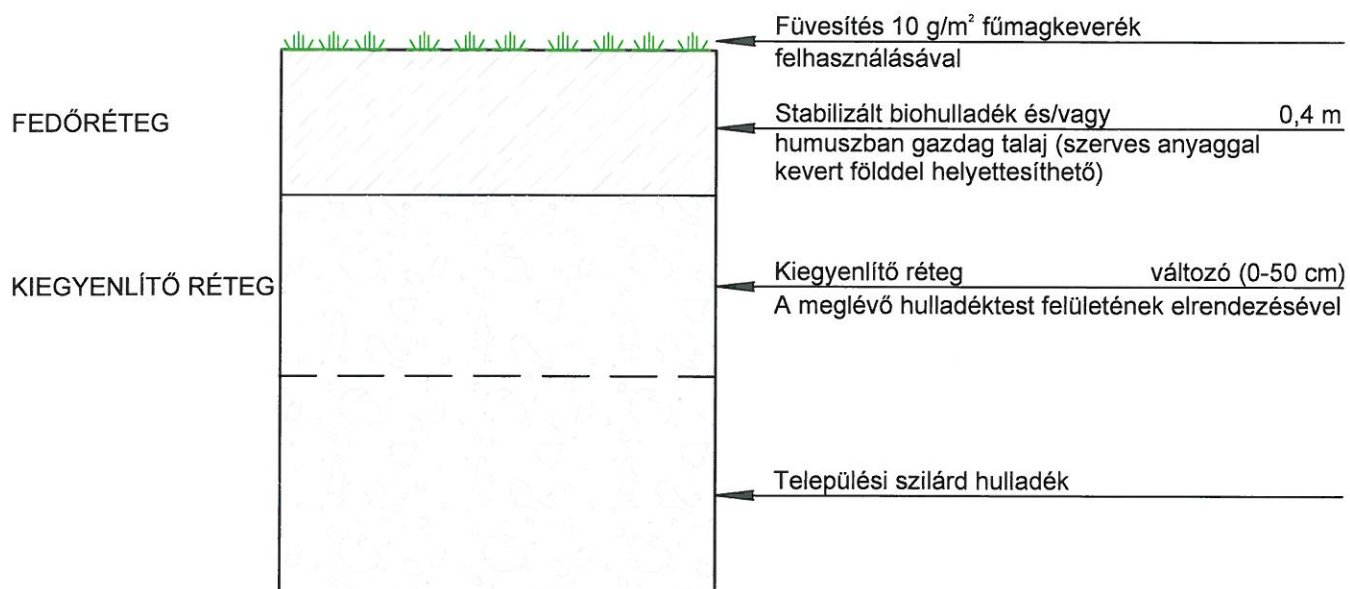 Füvesítés 10 g/m² fűmagkeverék
felhasználásával
FEDŐRÉTEG
Stabilizált biohulladék és/vagy 0,4 m
humuszban gazdag talaj (szerves anyaggal
kevert földdel helyettesíthető)
KIEGYENLÍTŐ RÉTEG
Kiegyenlítő réteg változó (0-50 cm)
A meglévő hulladéktest felületének elrendezésével
Települési szilárd hulladék